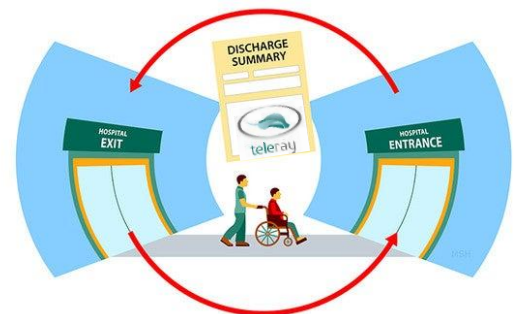 DISCHARGE
SUMMARY
teleray
HOSPITAL
EXIT
HOSPITAL
ENTRANCE